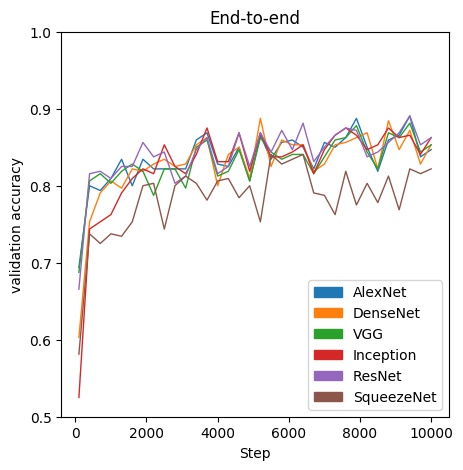 End-to-end
validation accuracy
1.0
0.9
0.8
0.7
0.6
0.5
AlexNet
DenseNet
VGG
Inception
ResNet
SqueezeNet
0 2000 4000 6000 8000 10000
Step